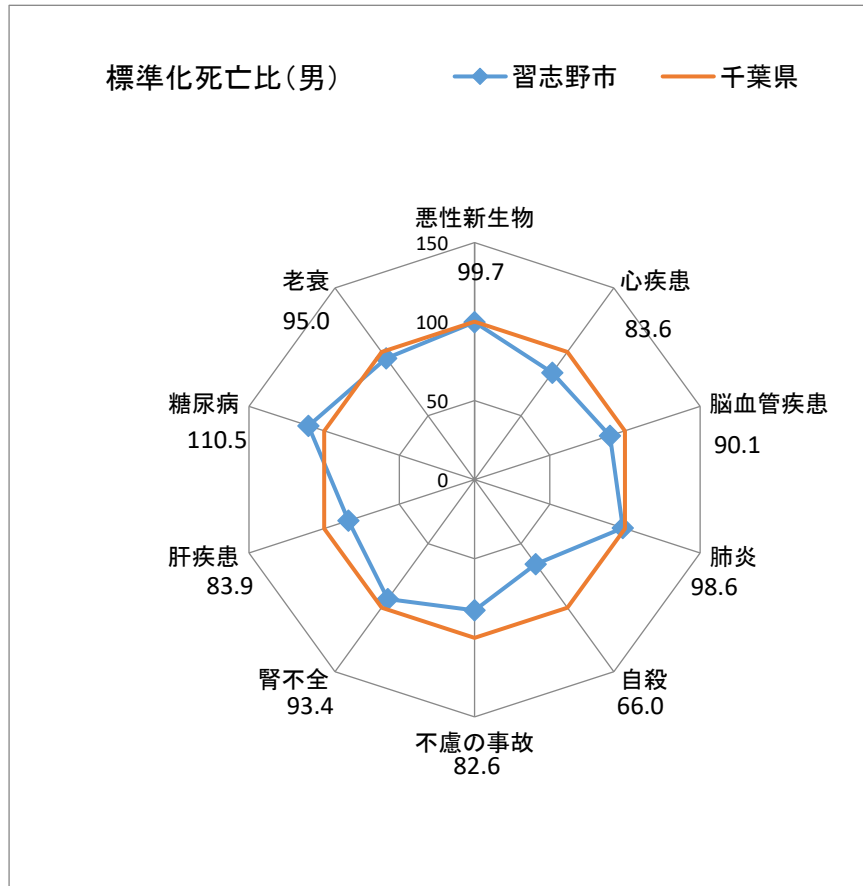 標準化死亡比(男)
習志野市
千葉県
悪性新生物
99.7
心疾患
83.6
脳血管疾患
90.1
肺炎
98.6
自殺
66.0
不慮の事故
82.6
腎不全
93.4
肝疾患
83.9
糖尿病
110.5
老衰
95.0
150
100
50
0